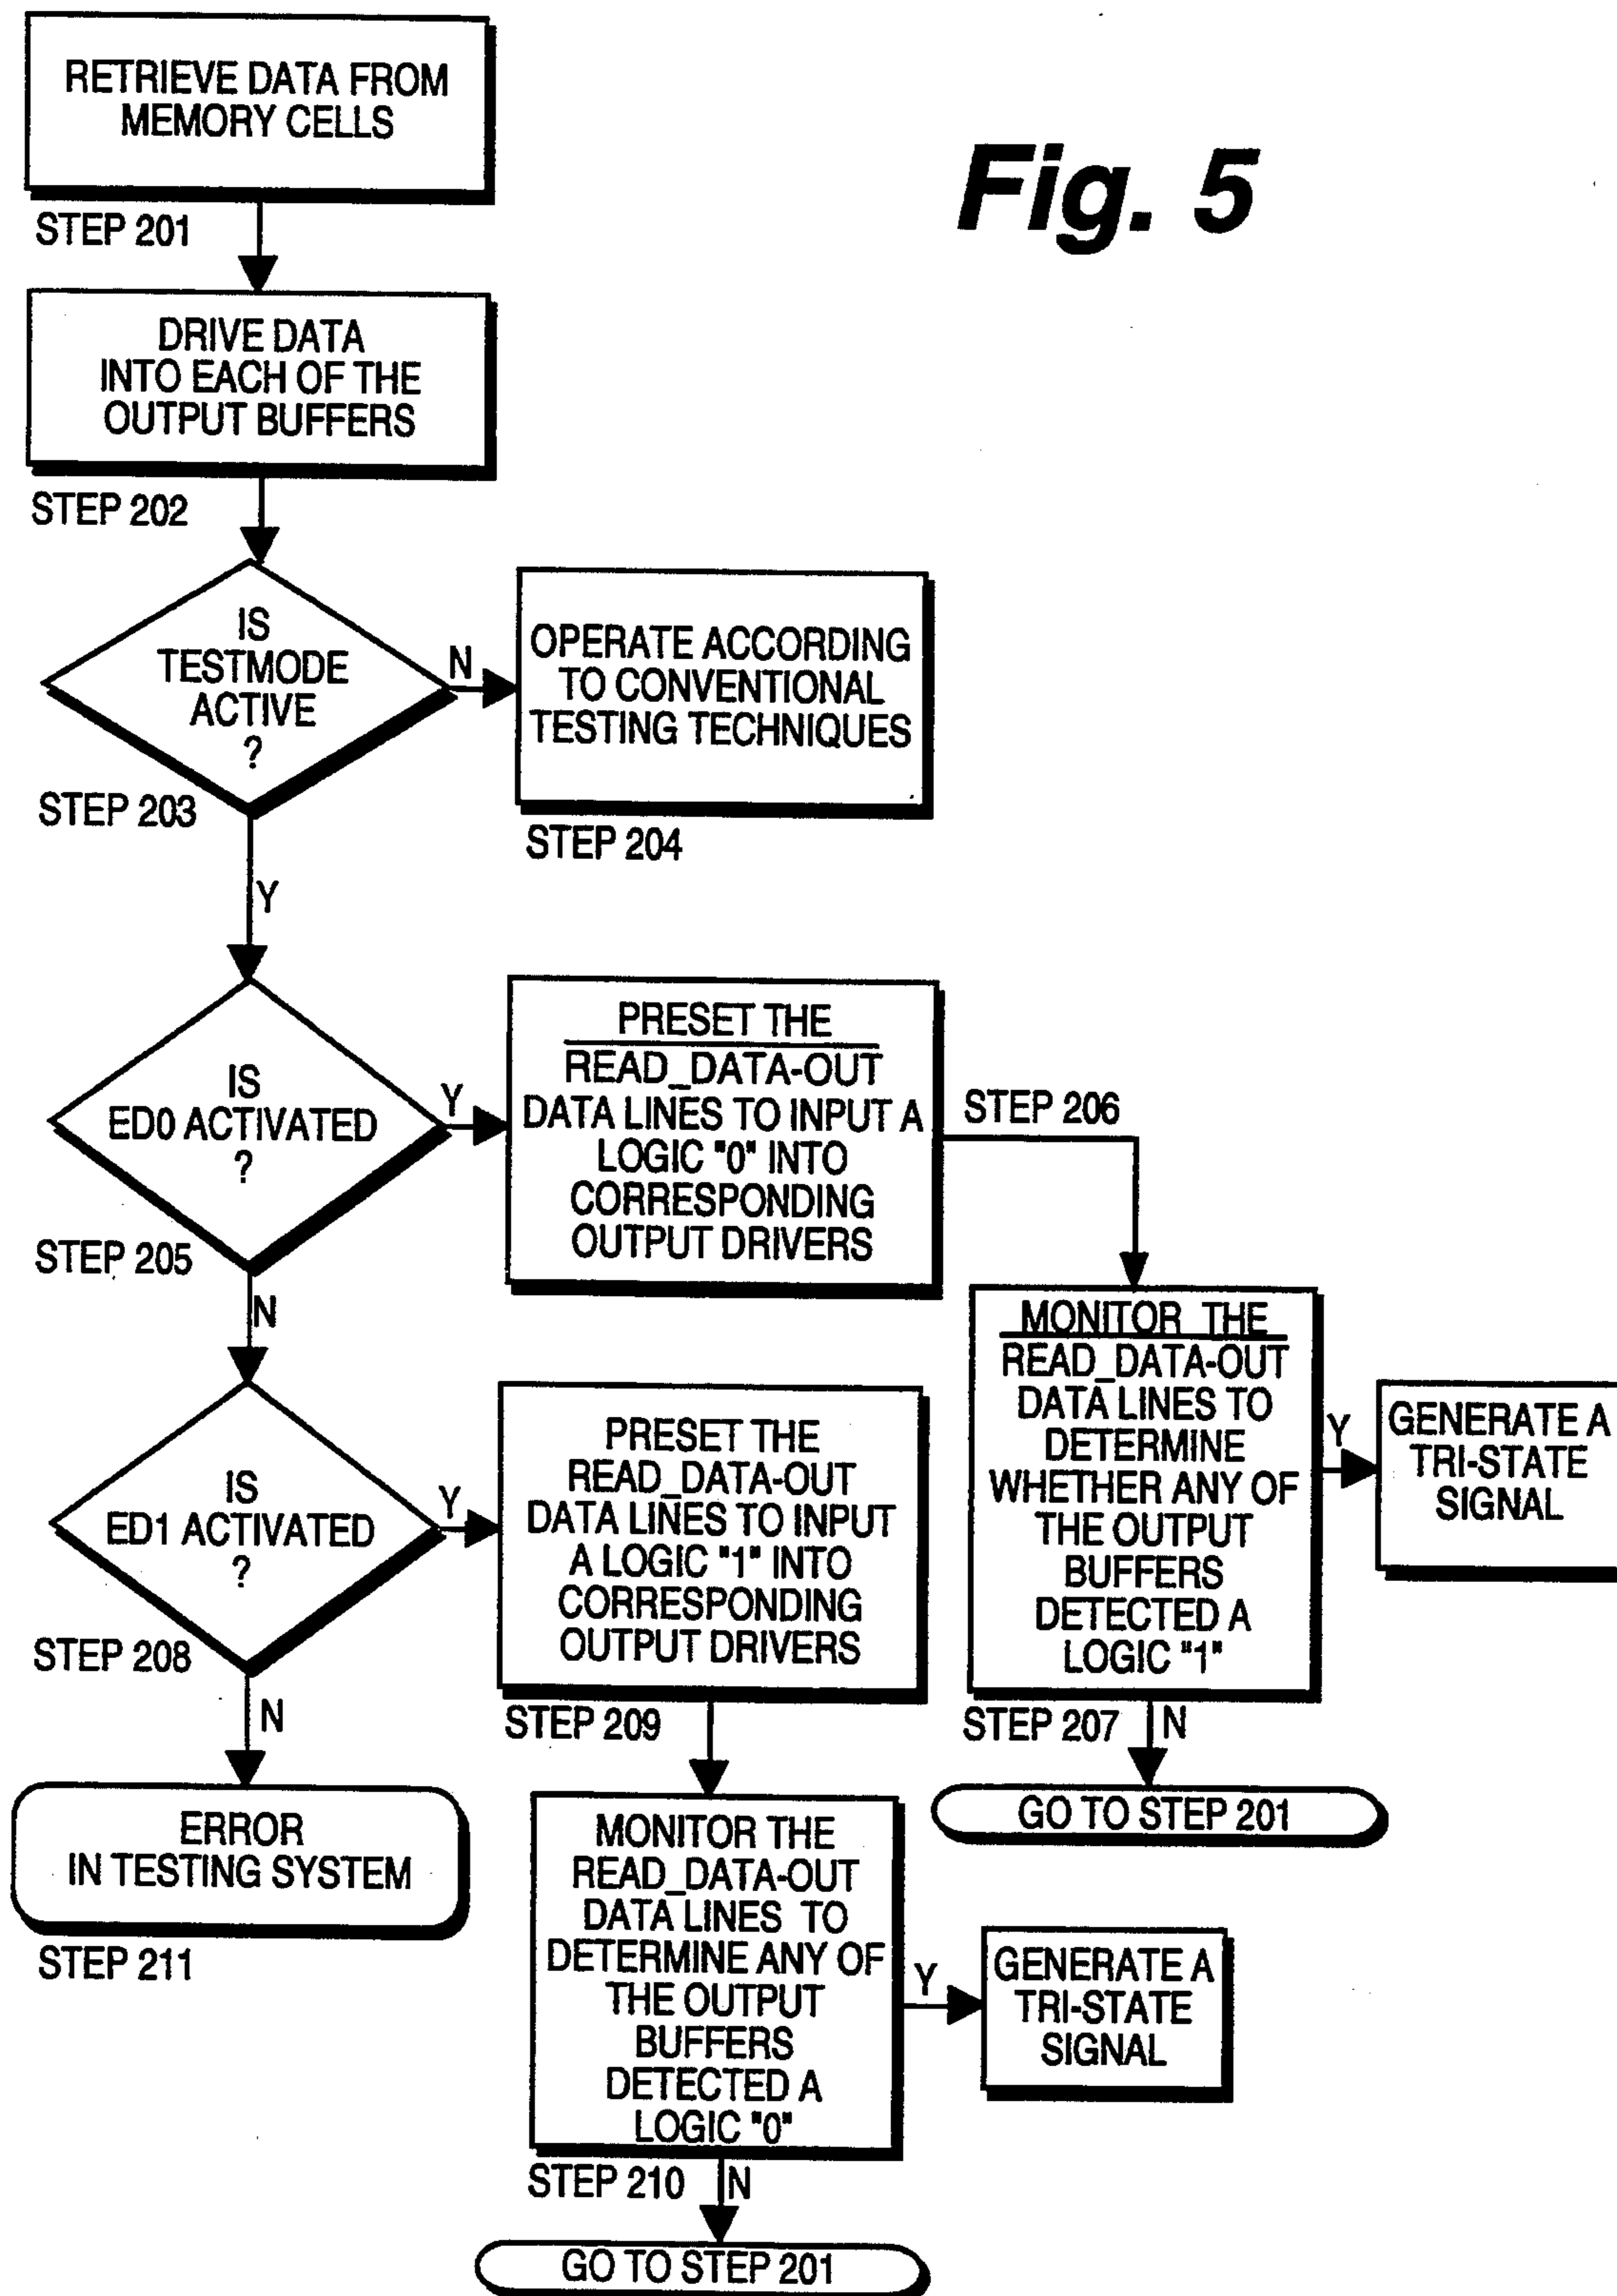 Fig. 5
RETRIEVE DATA FROM
MEMORY CELLS
STEP 201
DRIVE DATA
INTO EACH OF THE
OUTPUT BUFFERS
STEP 202
IS
TESTMODE
ACTIVE
?
STEP 203
N
OPERATE ACCORDING
TO CONVENTIONAL
TESTING TECHNIQUES
STEP 204
Y
IS
ED0 ACTIVATED
?
STEP 205
Y
PRESET THE
READ_DATA-OUT
DATA LINES TO INPUT A
LOGIC "0" INTO
CORRESPONDING
OUTPUT DRIVERS
STEP 206
MONITOR THE
READ_DATA-OUT
DATA LINES TO
DETERMINE
WHETHER ANY OF
THE OUTPUT
BUFFERS
DETECTED A
LOGIC "1"
STEP 207
Y
GENERATE A
TRI-STATE
SIGNAL
N
GO TO STEP 201
N
IS
ED1 ACTIVATED
?
STEP 208
Y
PRESET THE
READ_DATA-OUT
DATA LINES TO INPUT
A LOGIC "1" INTO
CORRESPONDING
OUTPUT DRIVERS
STEP 209
MONITOR THE
READ_DATA-OUT
DATA LINES TO
DETERMINE ANY OF
THE OUTPUT
BUFFERS
DETECTED A
LOGIC "0"
STEP 210
Y
GENERATE A
TRI-STATE
SIGNAL
N
GO TO STEP 201
N
ERROR
IN TESTING SYSTEM
STEP 211